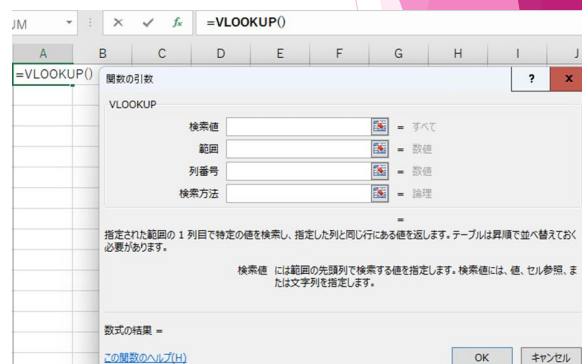 UM × ✓ fx =VLOOKUP()
A B C D E F G H I J
=VLOOKUP()
関数の引数 ? x
VLOOKUP
検索値 = すべて
範囲 = 数値
列番号 = 数値
検索方法 = 論理
=
指定された範囲の 1 列目で特定の値を検索し、指定した列と同じ行にある値を返します。テーブルは昇順で並べ替えておく
必要があります。
検索値 には範囲の先頭列で検索する値を指定します。検索値には、値、セル参照、ま
たは文字列を指定します。
数式の結果 =
この関数のヘルプ(H) OK キャンセル